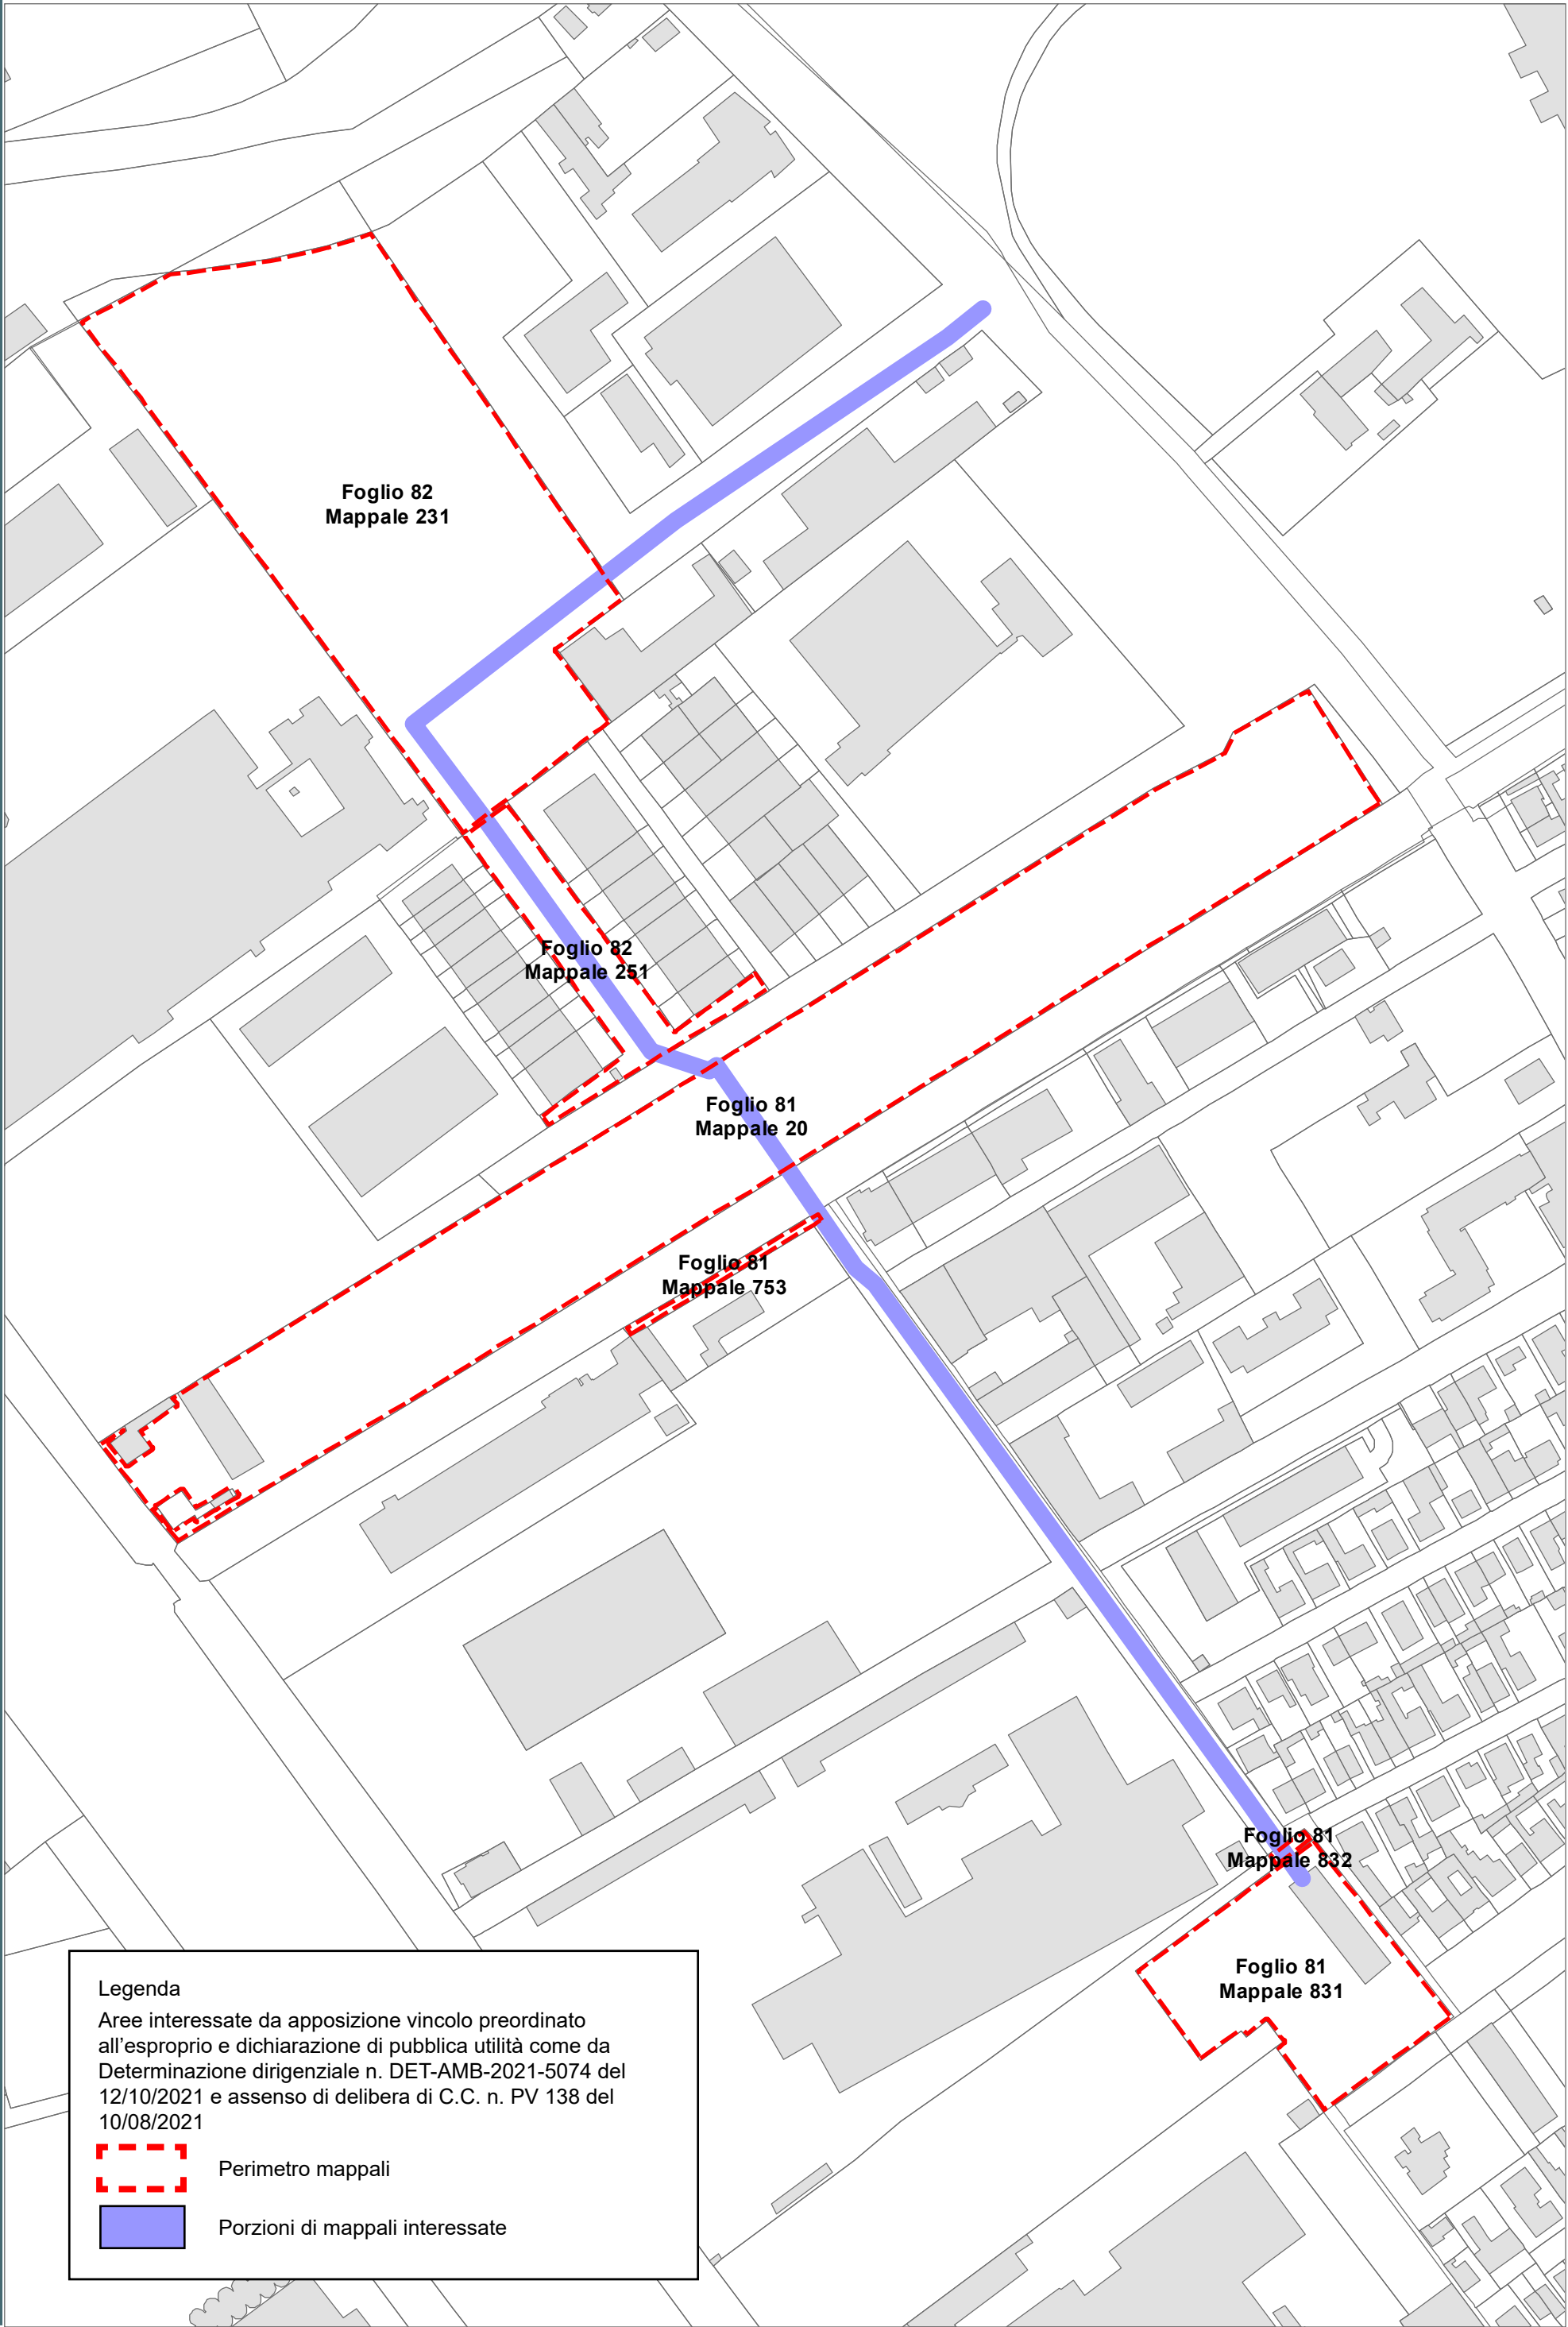 Foglio 82
Mappale 231
Foglio 82
Mappale 251
Foglio 81
Mappale 20
Foglio 81
Mappale 753
Foglio 81
Mappale 832
Foglio 81
Mappale 831
Legenda
Aree interessate da apposizione vincolo preordinato
all'esproprio e dichiarazione di pubblica utilità come da
Determinazione dirigenziale n. DET-AMB-2021-5074 del
12/10/2021 e assenso di delibera di C.C. n. PV 138 del
10/08/2021
Perimetro mappali
Porzioni di mappali interessate